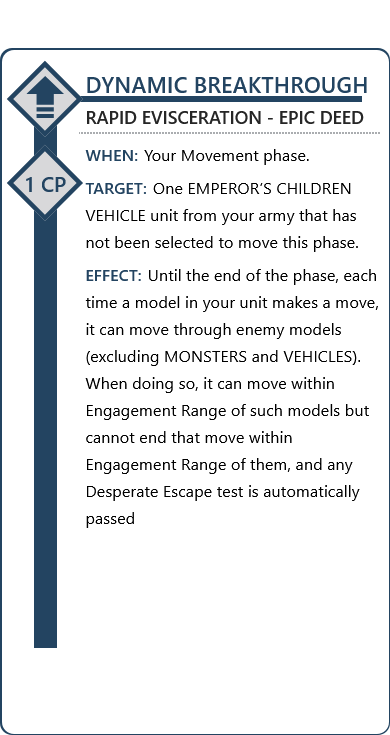 DYNAMIC BREAKTHROUGH
RAPID EVISCERATION - EPIC DEED
1 CP
WHEN: Your Movement phase.
TARGET: One EMPEROR’S CHILDREN
VEHICLE unit from your army that has
not been selected to move this phase.
EFFECT: Until the end of the phase, each
time a model in your unit makes a move,
it can move through enemy models
(excluding MONSTERS and VEHICLES).
When doing so, it can move within
Engagement Range of such models but
cannot end that move within
Engagement Range of them, and any
Desperate Escape test is automatically
passed